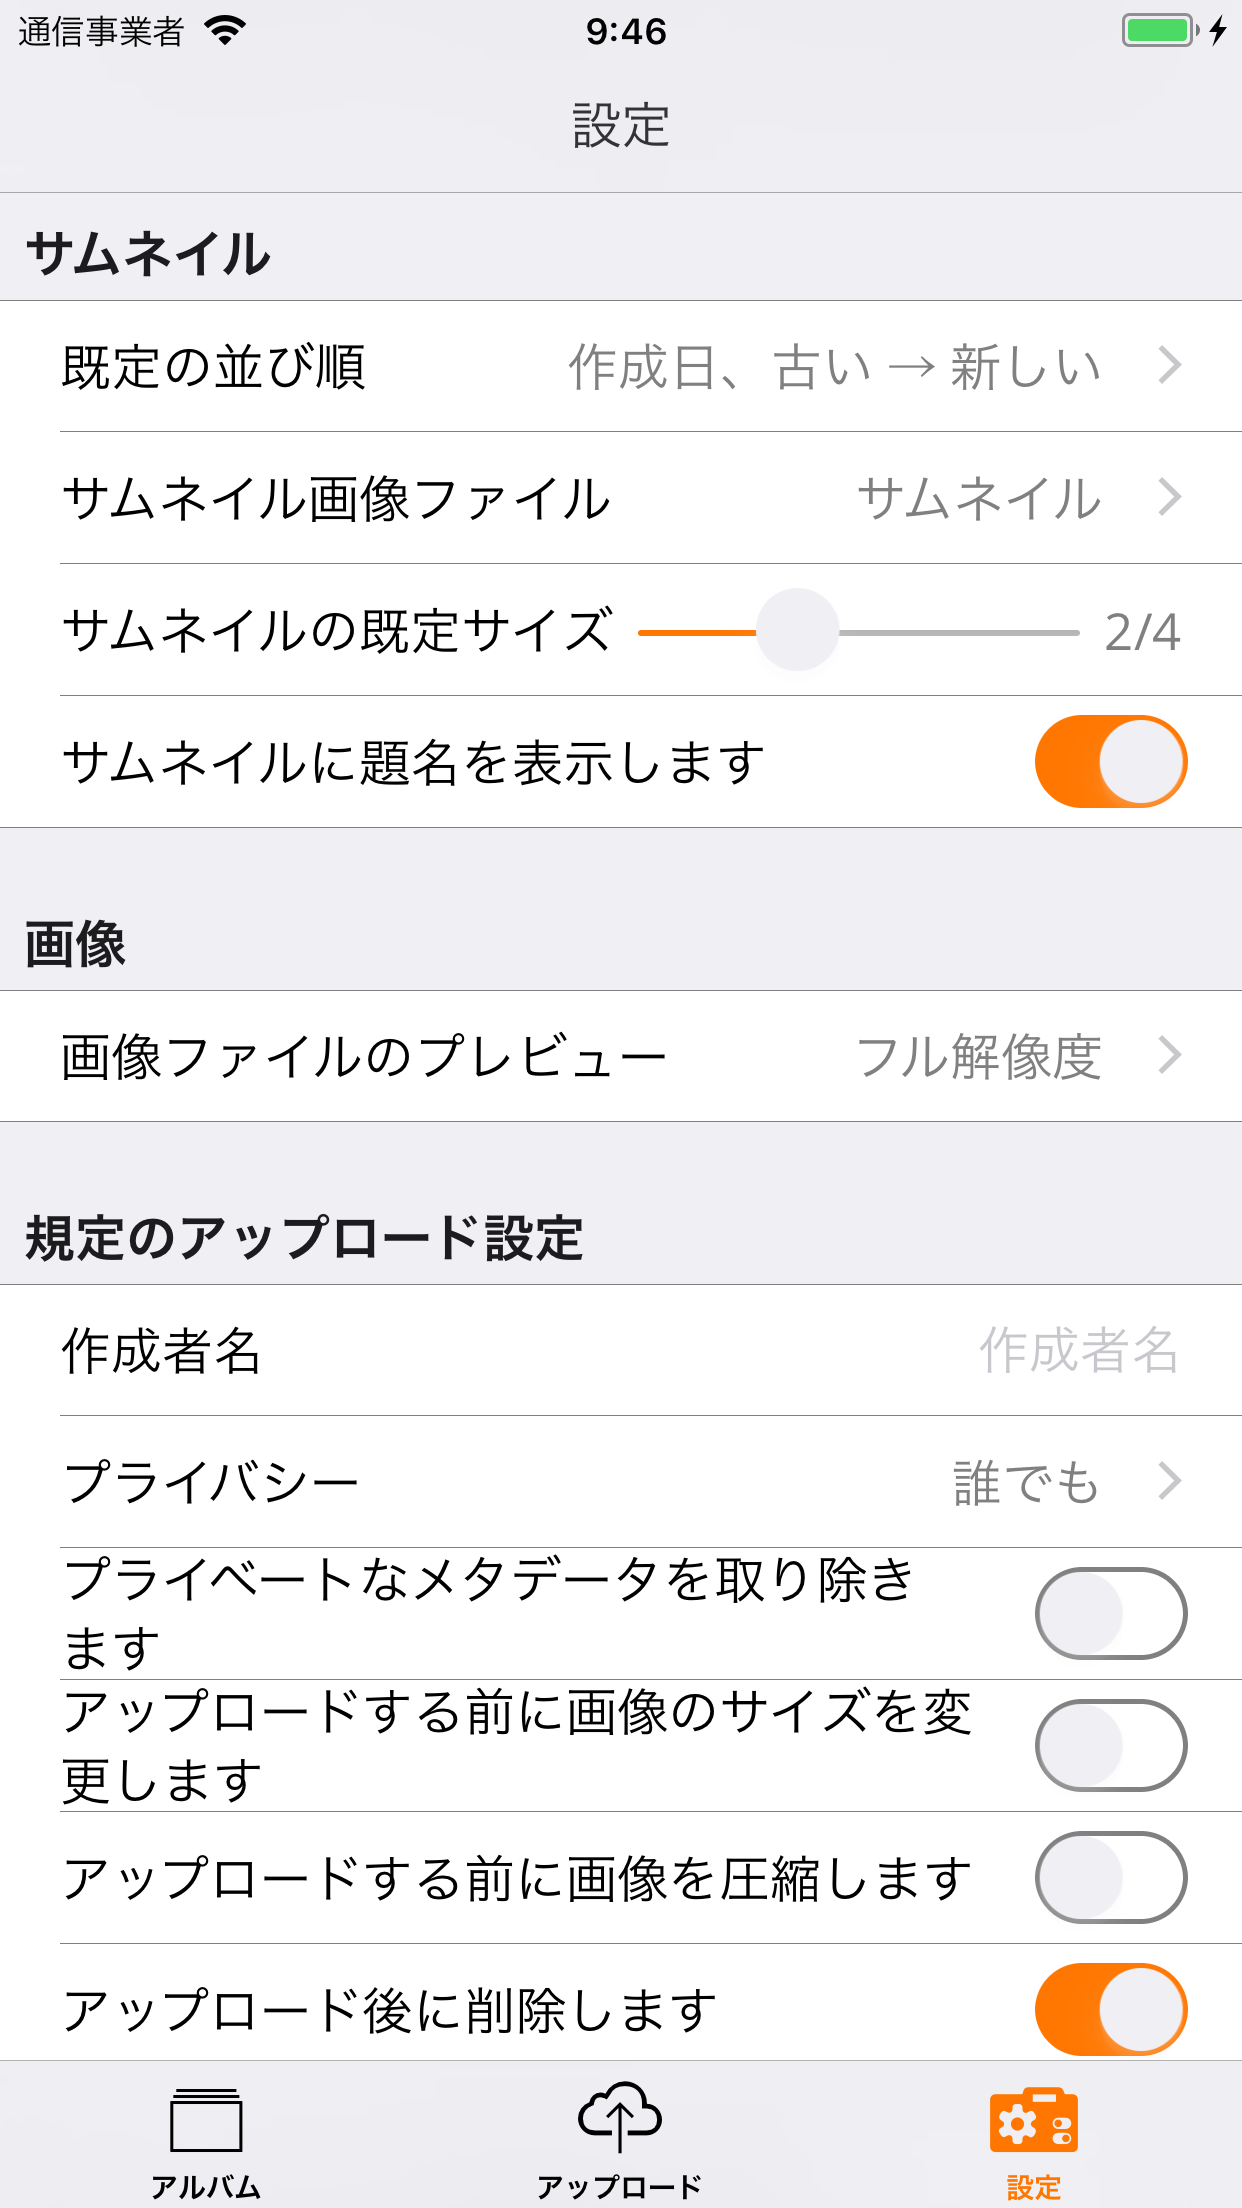 通信事業者 9:46
設定
サムネイル
既定の並び順 作成日、古い → 新しい
サムネイル画像ファイル サムネイル
サムネイルの既定サイズ 2/4
サムネイルに題名を表示します
画像
画像ファイルのプレビュー フル解像度
規定のアップロード設定
作成者名 作成者名
プライバシー 誰でも
プライベートなメタデータを取り除き
ます
アップロードする前に画像のサイズを変
更します
アップロードする前に画像を圧縮します
アップロード後に削除します
アルバム アップロード 設定